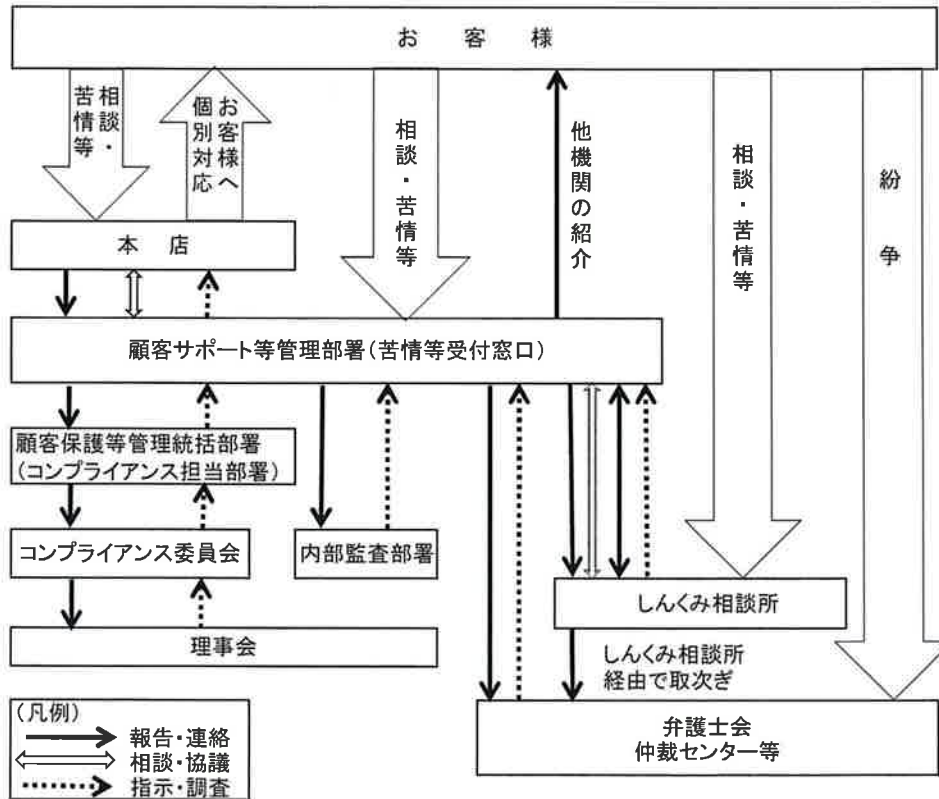 お客様
相談・
苦情等
お客様へ
個別対応
相談・苦情等
他機関の紹介
相談・苦情等
紛争
本店
顧客サポート等管理部署(苦情等受付窓口)
顧客保護等管理統括部署
(コンプライアンス担当部署)
コンプライアンス委員会
内部監査部署
しんくみ相談所
理事会
しんくみ相談所
経由で取次ぎ
弁護士会
仲裁センター等
(凡例)
報告・連絡
相談・協議
指示・調査